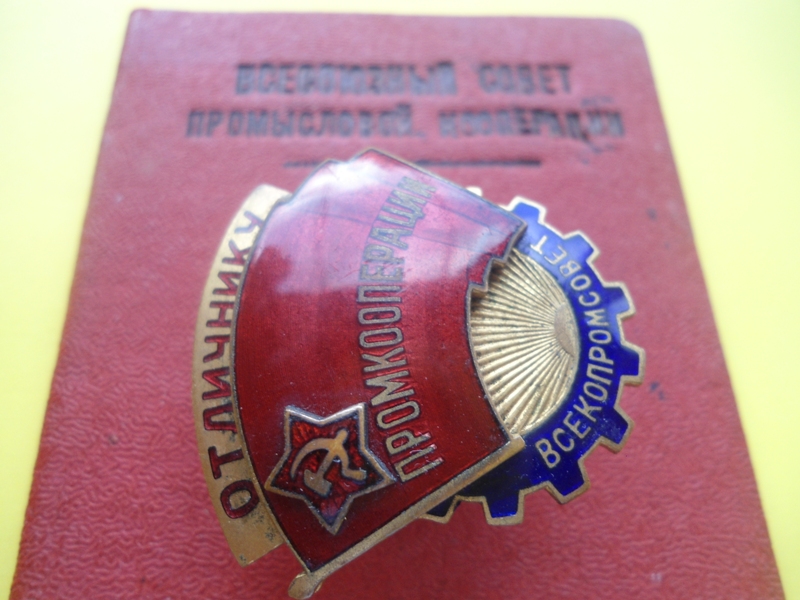 ВСЕСОЮЗНЫЙ СОВЕТ
ПРОМЫСЛОВОЙ КООПЕРАЦИИ
ОТЛИЧНИКУ
ПРОМКООПЕРАЦИИ
ВСЕКОПРОМСОВЕТ